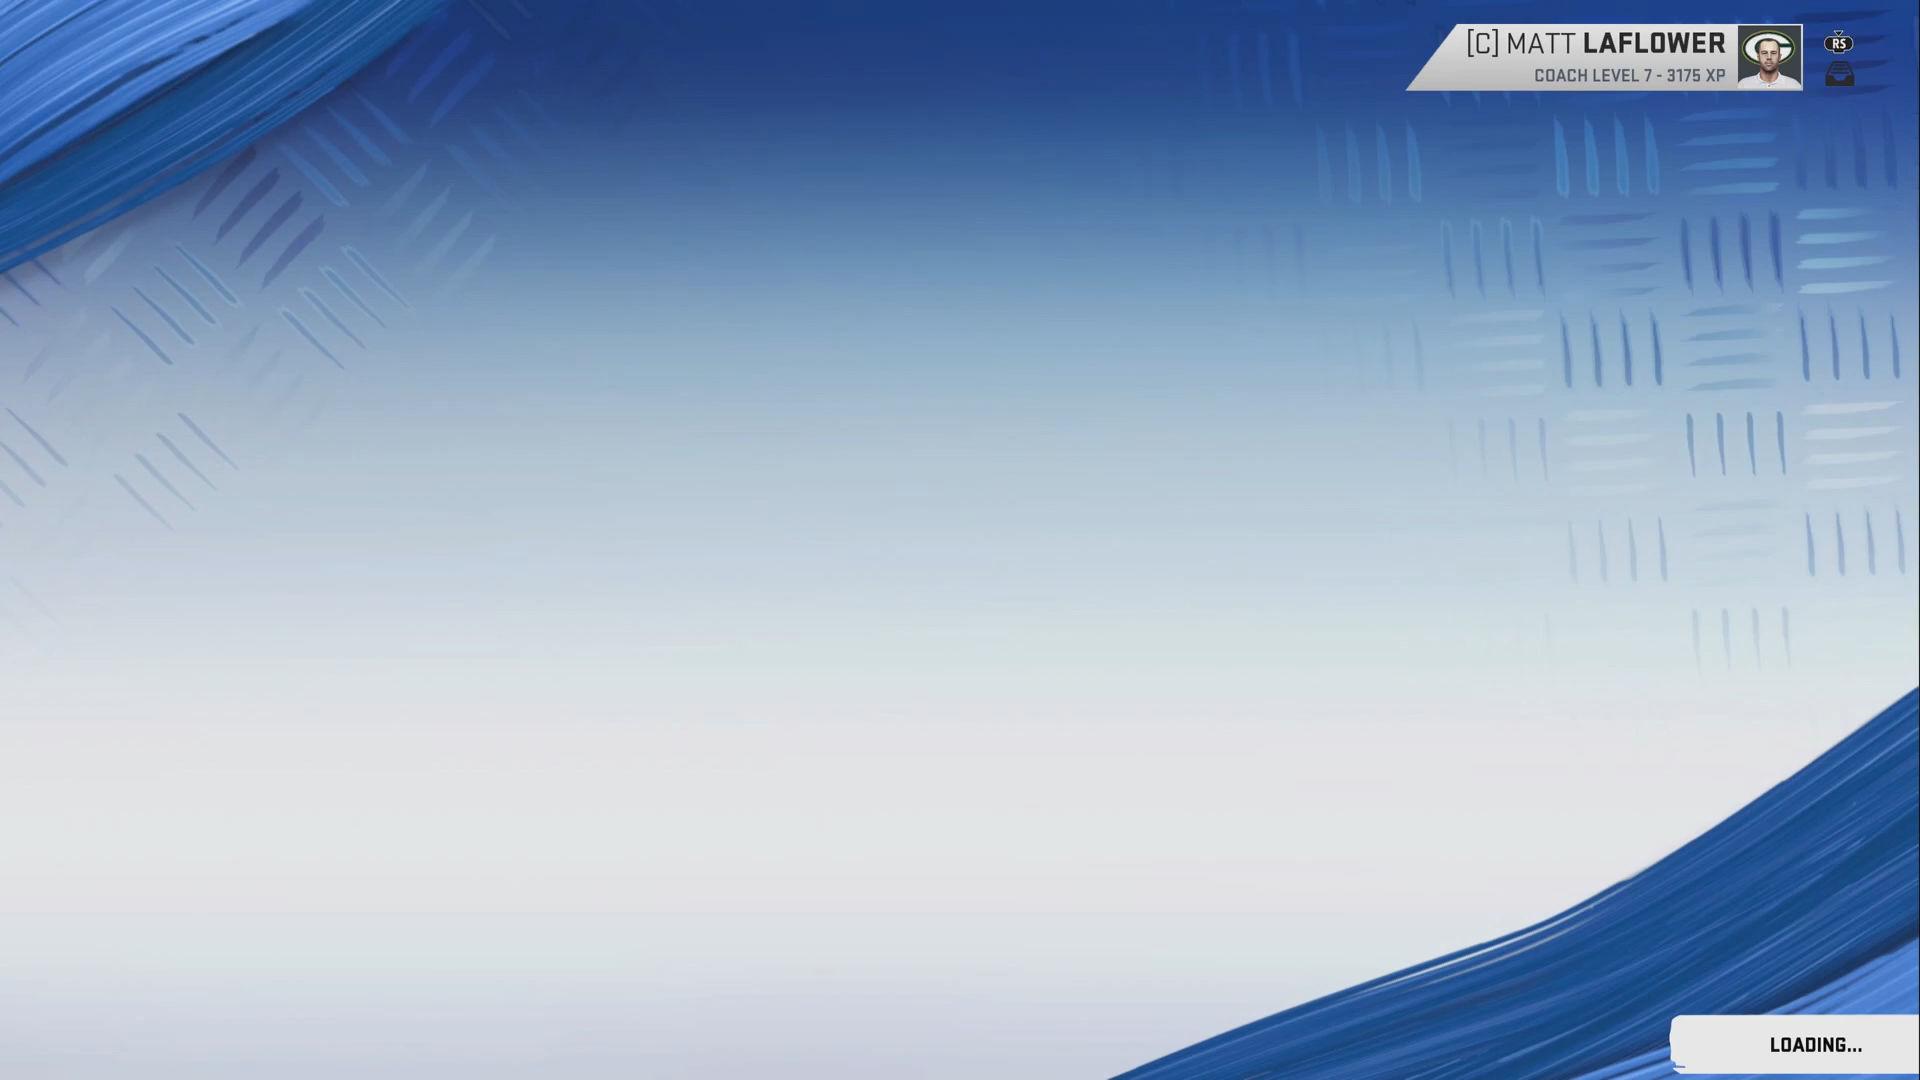 [C] MATT LAFLOWER
COACH LEVEL 7 - 3175 XP
RS
LOADING...